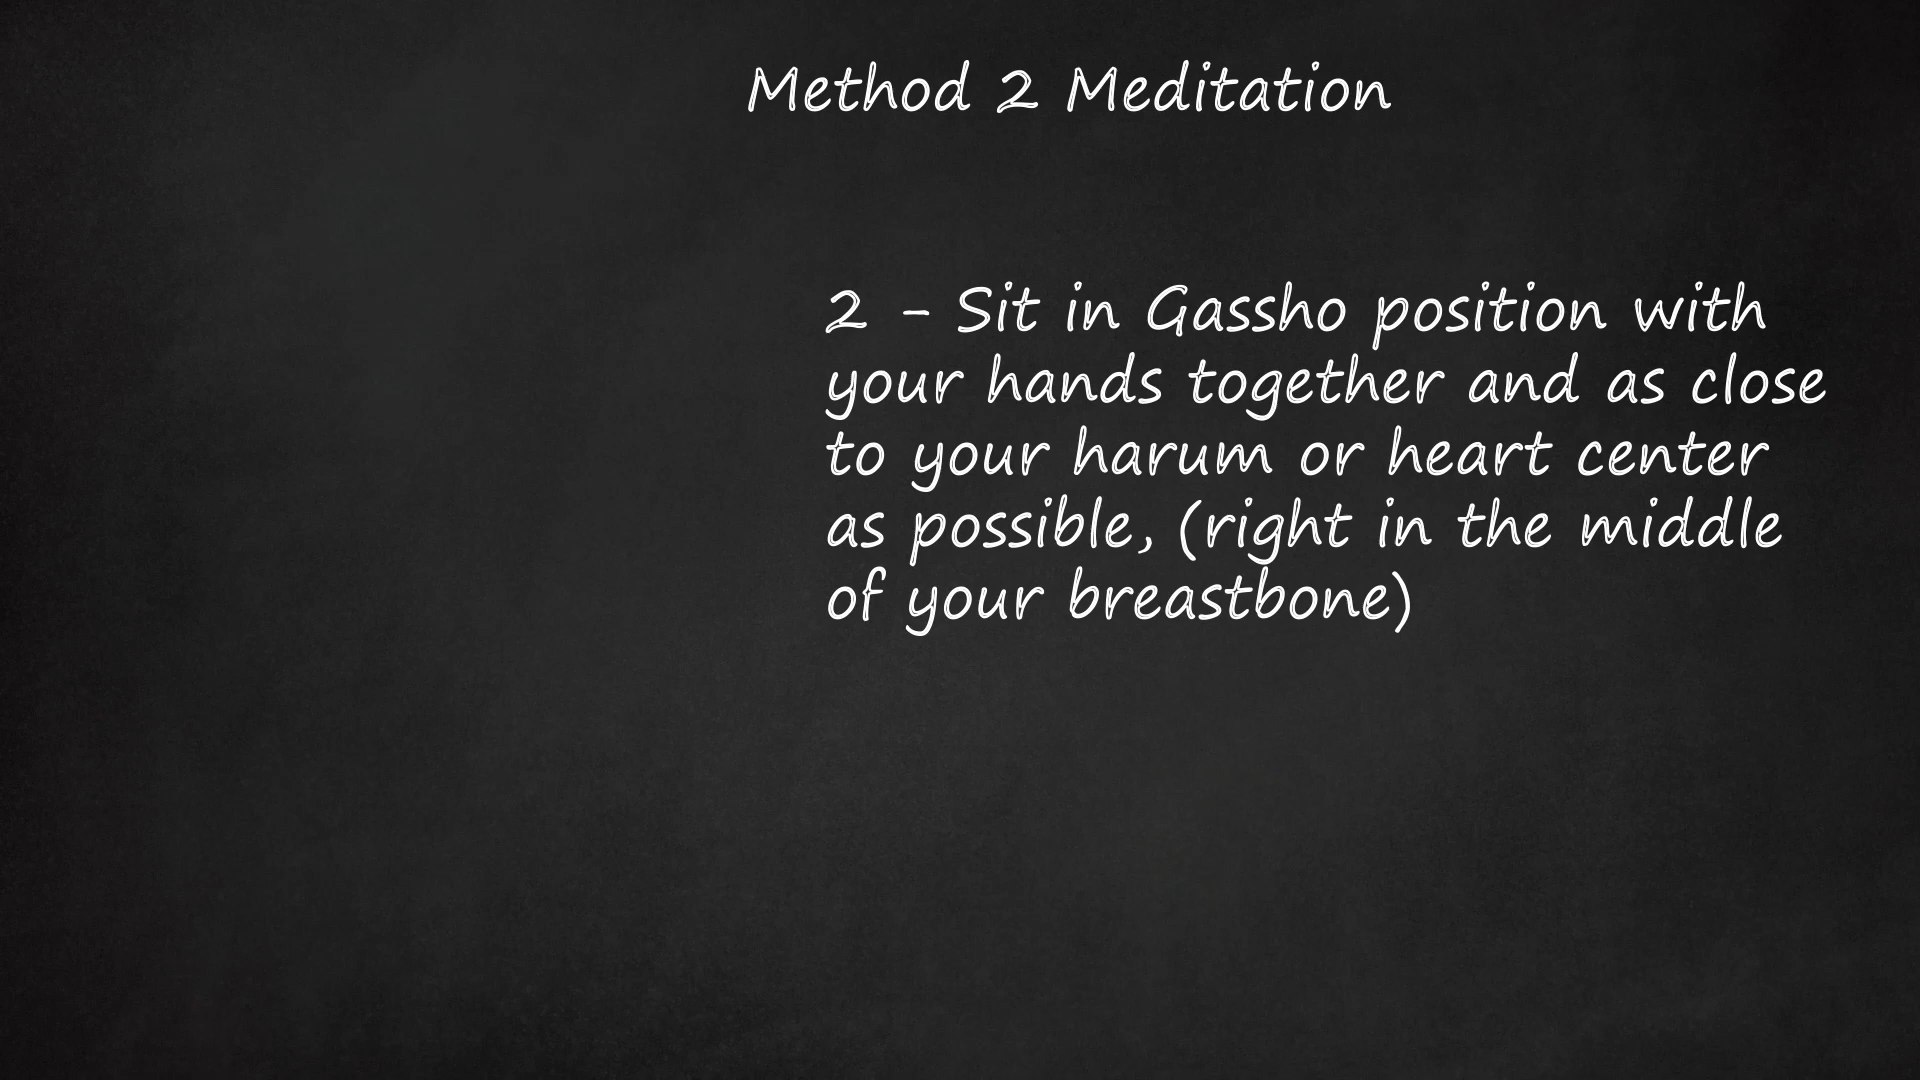 Method 2 Meditation
2 - Sit in Gassho position with
your hands together and as close
to your harum or heart center
as possible, (right in the middle
of your breastbone)